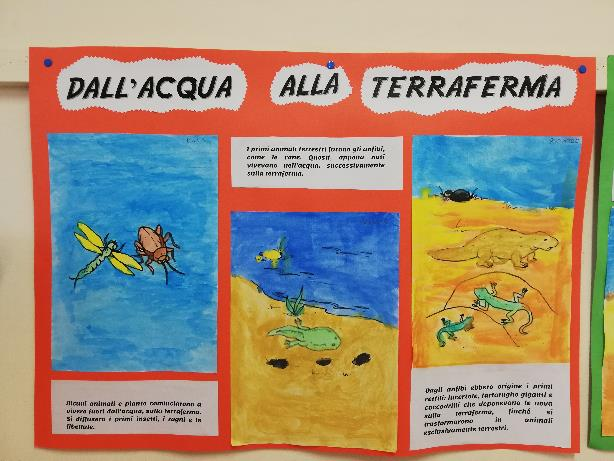 DALL'ACQUA ALLA TERRAFERMA
Alcuni animali e piante cominciarono a
vivere fuori dall'acqua, sulla terraferma.
Si diffusero i primi insetti, i ragni e le
libellule.
I primi animali terrestri furono gli anfibi,
come le rane. Questi appena nati
vivevano nell'acqua, successivamente
sulla terraferma.
Dagli anfibi ebbero origine i primi
rettili: lucertole, tartarughe giganti e
coccodrilli che deponevano le uova
sulla terraferma, finché si
trasformarono in animali
esclusivamente terrestri.